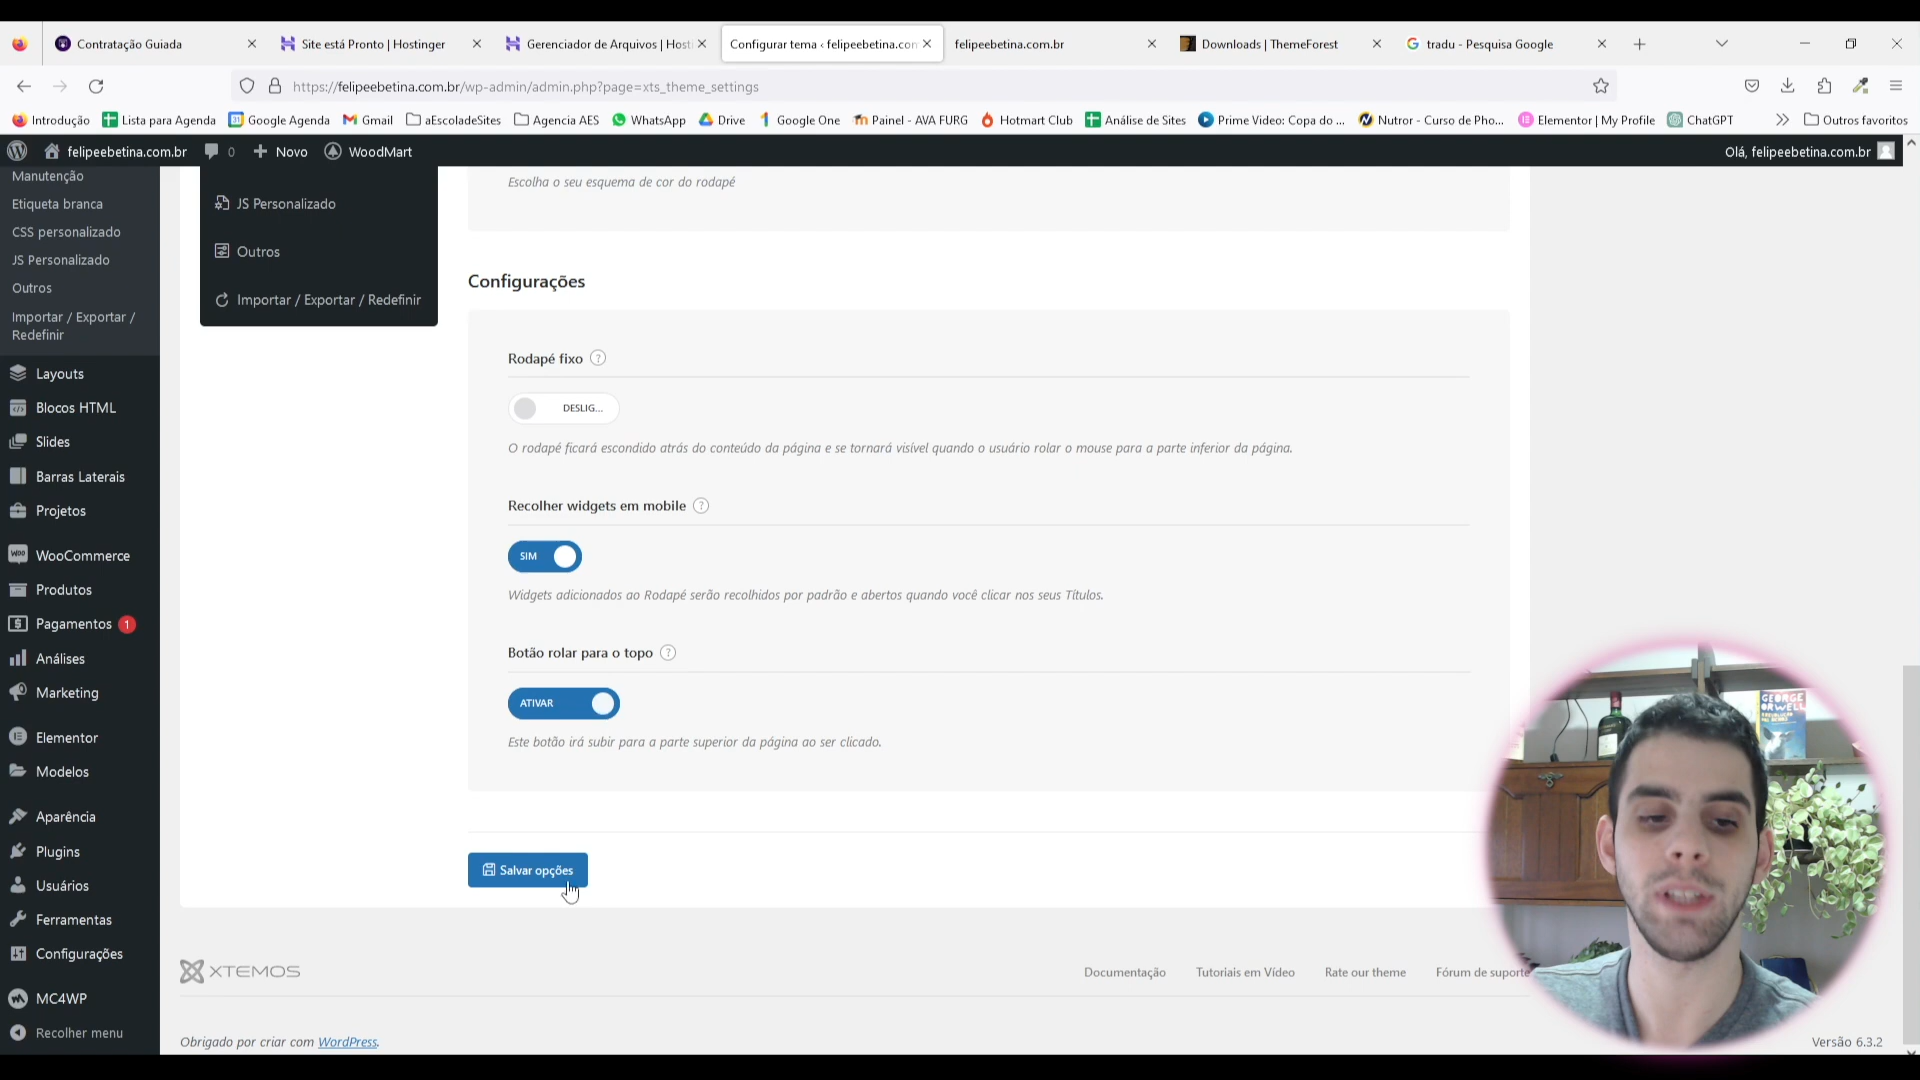 Contratação Guiada
Site está Pronto | Hostinger
Gerenciador de Arquivos | Host
Configurar tema ‹ felipeebetina.con
felipeebetina.com.br
Downloads | ThemeForest
tradu - Pesquisa Google
https://felipeebetina.com.br/wp-admin/admin.php?page=xts_theme_settings
Introdução
Lista para Agenda
Google Agenda
Gmail
aEscoladeSites
Agencia AES
WhatsApp
Drive
Google One
Painel - AVA FURG
Hotmart Club
Análise de Sites
Prime Video: Copa do ...
Nutror - Curso de Pho...
Elementor | My Profile
ChatGPT
Outros favoritos
felipeebetina.com.br
0
Novo
WoodMart
Olá, felipeebetina.com.br
Manutenção
Etiqueta branca
CSS personalizado
JS Personalizado
Outros
Importar / Exportar /
Redefinir
Layouts
Blocos HTML
Slides
Barras Laterais
Projetos
WooCommerce
Produtos
Pagamentos 1
Análises
Marketing
Elementor
Modelos
Aparência
Plugins
Usuários
Ferramentas
Configurações
MC4WP
Recolher menu
JS Personalizado
Outros
Importar / Exportar / Redefinir
Escolha o seu esquema de cor do rodapé
Configurações
Rodapé fixo ?
DESLIG...
O rodapé ficará escondido atrás do conteúdo da página e se tornará visível quando o usuário rolar o mouse para a parte inferior da página.
Recolher widgets em mobile ?
SIM
Widgets adicionados ao Rodapé serão recolhidos por padrão e abertos quando você clicar nos seus Títulos.
Botão rolar para o topo ?
ATIVAR
Este botão irá subir para a parte superior da página ao ser clicado.
Salvar opções
XTEMOS
Documentação
Tutoriais em Vídeo
Rate our theme
Fórum de suporte
Obrigado por criar com WordPress.
Versão 6.3.2
GEORGE
ORWELL